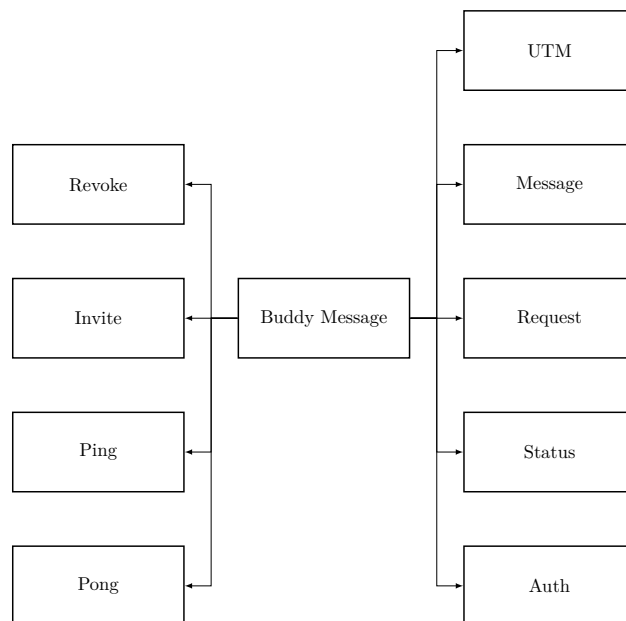 UTM
Revoke
Message
Invite
Buddy Message
Request
Ping
Status
Pong
Auth